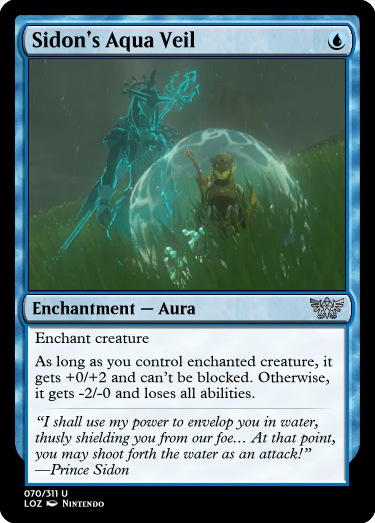 Sidon's Aqua Veil
Enchantment — Aura
Enchant creature
As long as you control enchanted creature, it
gets +0/+2 and can't be blocked. Otherwise,
it gets -2/-0 and loses all abilities.
“I shall use my power to envelop you in water,
thusly shielding you from our foe… At that point,
you may shoot forth the water as an attack!”
—Prince Sidon
070/311 U
LOZ Nintendo